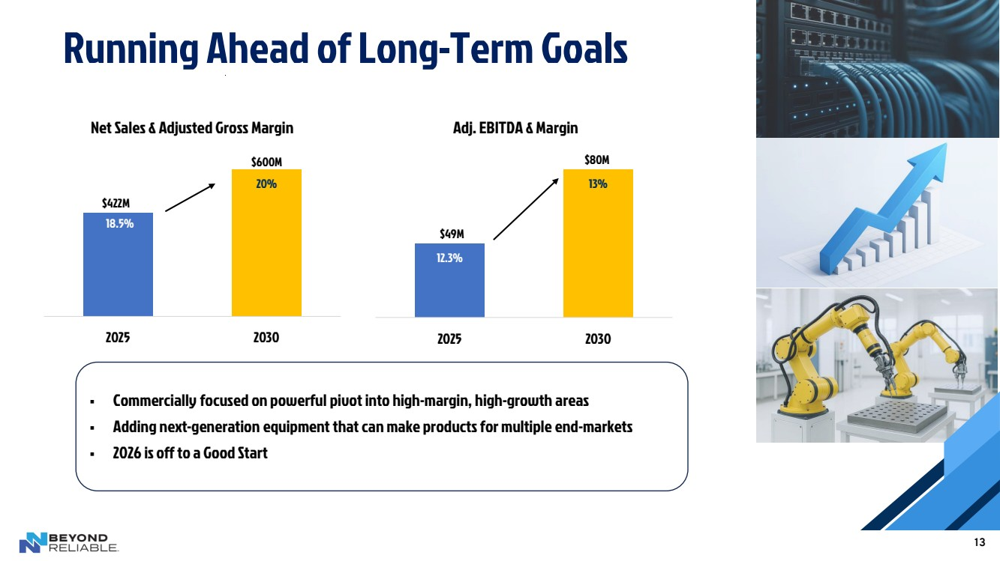 Running Ahead of Long-Term Goals
Net Sales & Adjusted Gross Margin
$422M
18.5%
$600M
20%
2025
2030
Adj. EBITDA & Margin
$49M
12.3%
$80M
13%
2025
2030
▪ Commercially focused on powerful pivot into high-margin, high-growth areas
▪ Adding next-generation equipment that can make products for multiple end-markets
▪ 2026 is off to a Good Start
BEYOND
RELIABLE.
13